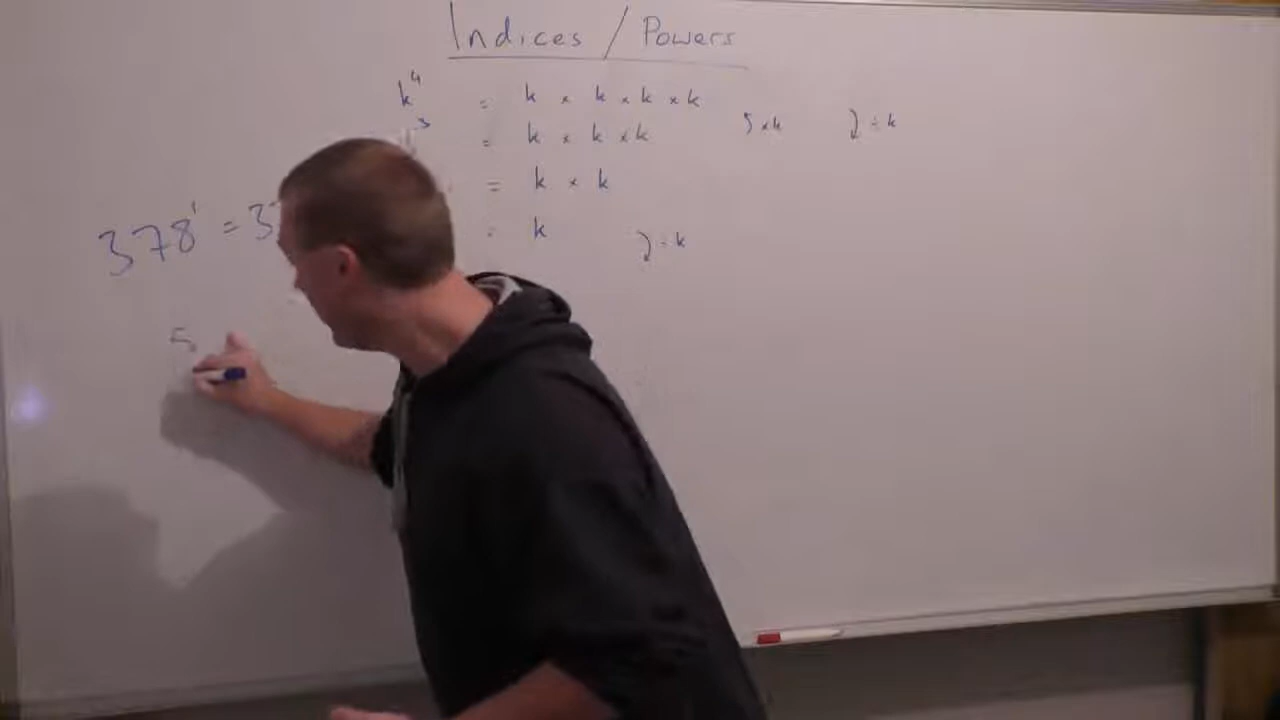 Indices / Powers
k⁴ = k × k × k × k
³ = k × k × k ↰ × k ⤵ ÷ k
= k × k
378¹ = 3
= k ⤵ ÷ k
5